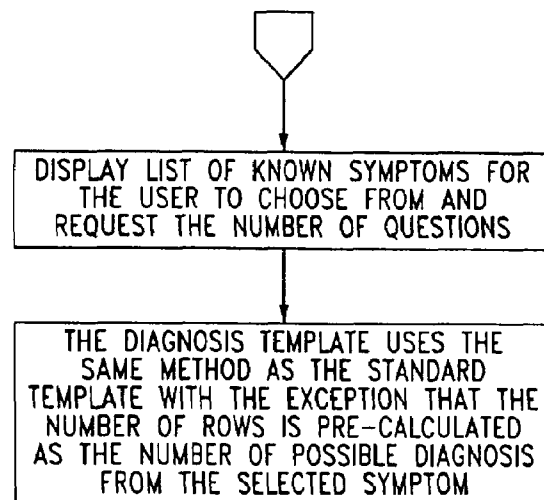 DISPLAY LIST OF KNOWN SYMPTOMS FOR
THE USER TO CHOOSE FROM AND
REQUEST THE NUMBER OF QUESTIONS
THE DIAGNOSIS TEMPLATE USES THE
SAME METHOD AS THE STANDARD
TEMPLATE WITH THE EXCEPTION THAT THE
NUMBER OF ROWS IS PRE-CALCULATED
AS THE NUMBER OF POSSIBLE DIAGNOSIS
FROM THE SELECTED SYMPTOM